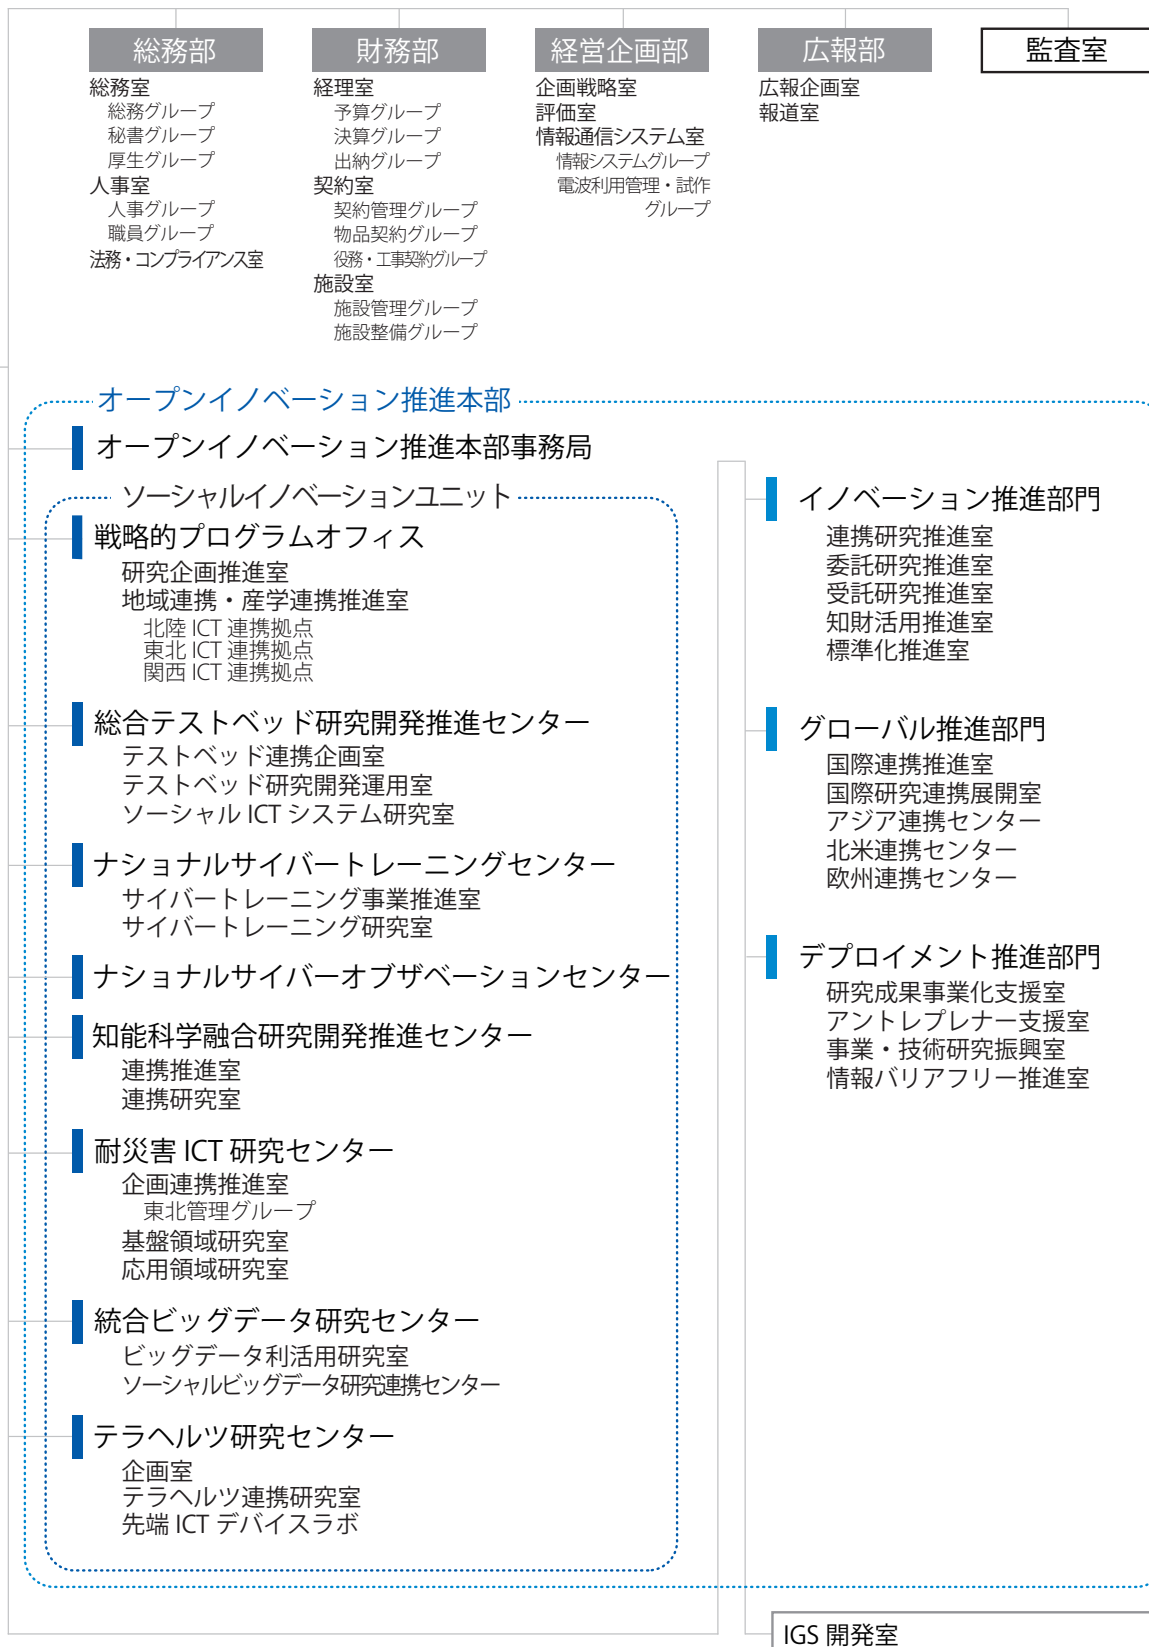 総務部
総務室
総務グループ
秘書グループ
厚生グループ
人事室
人事グループ
職員グループ
法務・コンプライアンス室
財務部
経理室
予算グループ
決算グループ
出納グループ
契約室
契約管理グループ
物品契約グループ
役務・工事契約グループ
施設室
施設管理グループ
施設整備グループ
経営企画部
企画戦略室
評価室
情報通信システム室
情報システムグループ
電波利用管理・試作
グループ
広報部
広報企画室
報道室
監査室
オープンイノベーション推進本部
オープンイノベーション推進本部事務局
ソーシャルイノベーションユニット
戦略的プログラムオフィス
研究企画推進室
地域連携・産学連携推進室
北陸 ICT 連携拠点
東北 ICT 連携拠点
関西 ICT 連携拠点
総合テストベッド研究開発推進センター
テストベッド連携企画室
テストベッド研究開発運用室
ソーシャル ICT システム研究室
ナショナルサイバートレーニングセンター
サイバートレーニング事業推進室
サイバートレーニング研究室
ナショナルサイバーオブザベーションセンター
知能科学融合研究開発推進センター
連携推進室
連携研究室
耐災害 ICT 研究センター
企画連携推進室
東北管理グループ
基盤領域研究室
応用領域研究室
統合ビッグデータ研究センター
ビッグデータ利活用研究室
ソーシャルビッグデータ研究連携センター
テラヘルツ研究センター
企画室
テラヘルツ連携研究室
先端 ICT デバイスラボ
イノベーション推進部門
連携研究推進室
委託研究推進室
受託研究推進室
知財活用推進室
標準化推進室
グローバル推進部門
国際連携推進室
国際研究連携展開室
アジア連携センター
北米連携センター
欧州連携センター
デプロイメント推進部門
研究成果事業化支援室
アントレプレナー支援室
事業・技術研究振興室
情報バリアフリー推進室
IGS 開発室